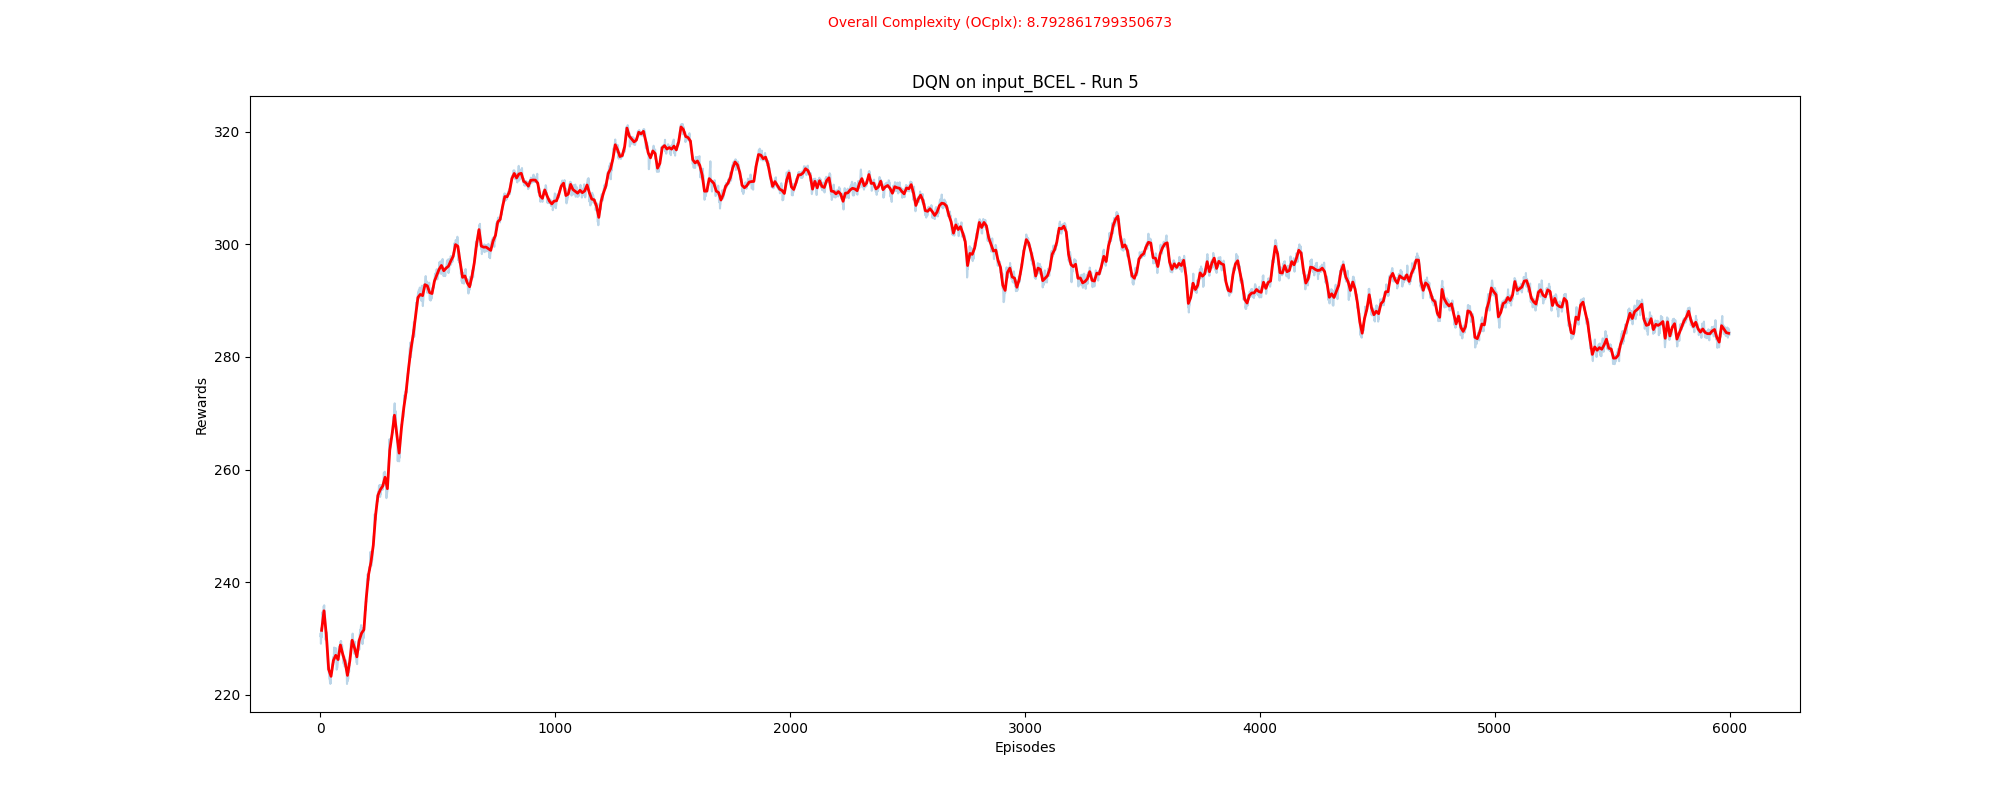 Overall Complexity (OCplx): 8.792861799350673
DQN on input_BCEL - Run 5
320
300
280
260
240
220
Rewards
0 1000 2000 3000 4000 5000 6000
Episodes